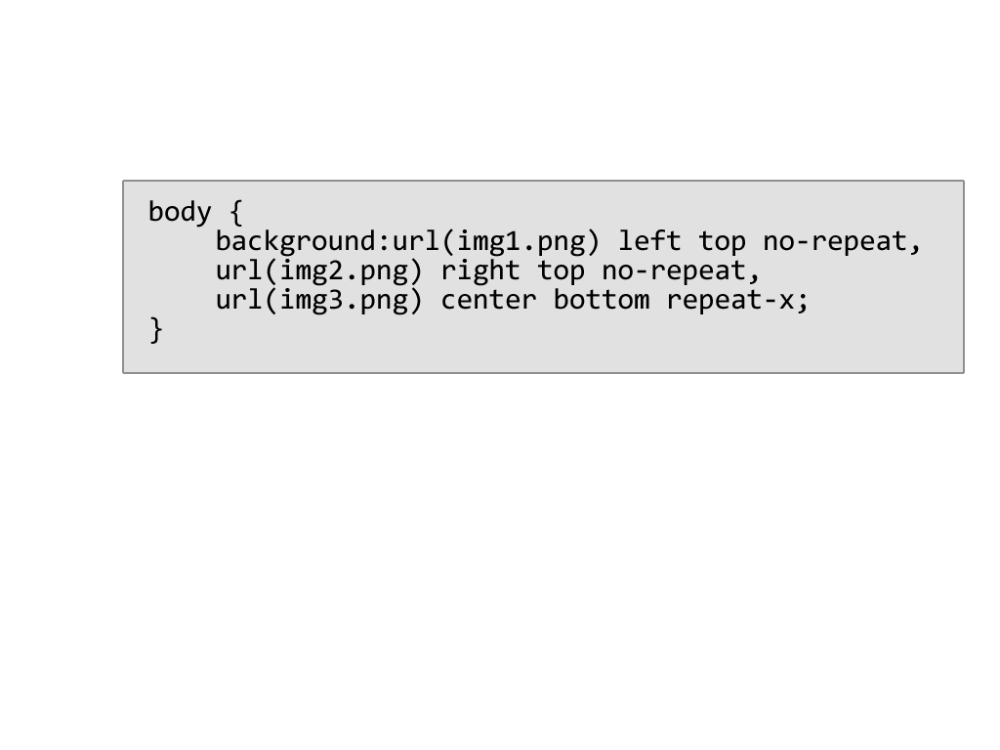 body {
background:url(img1.png) left top no-repeat,
url(img2.png) right top no-repeat,
url(img3.png) center bottom repeat-x;
}